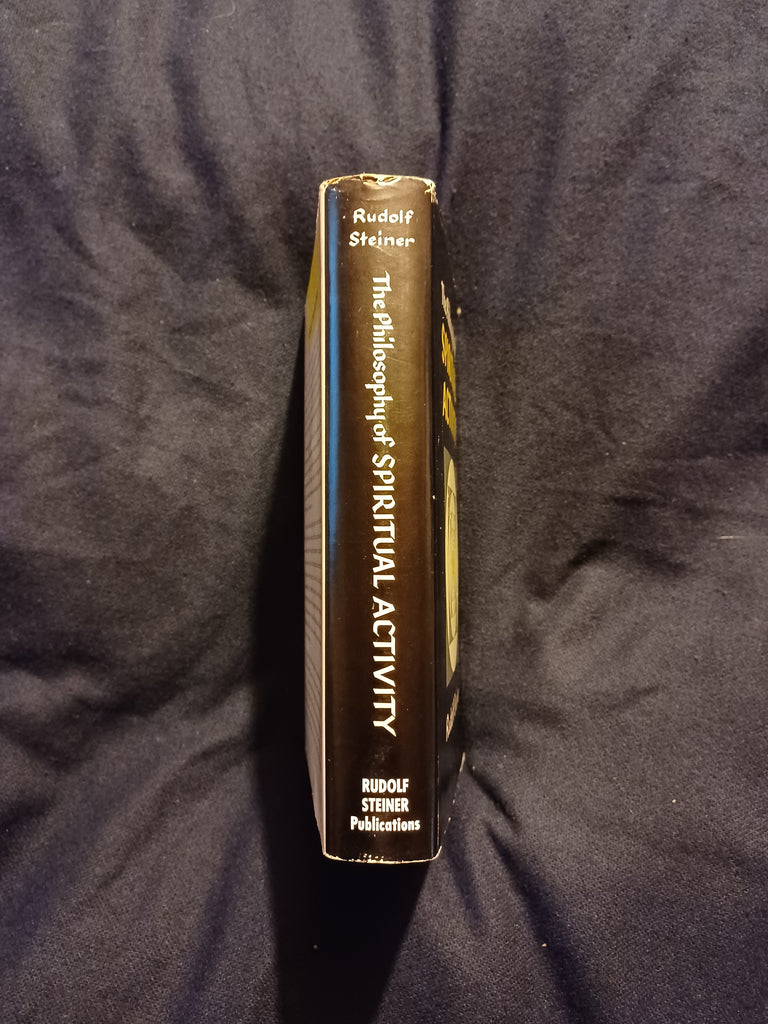 Rudolf
Steiner
The Philosophy of SPIRITUAL ACTIVITY
RUDOLF
STEINER
Publications